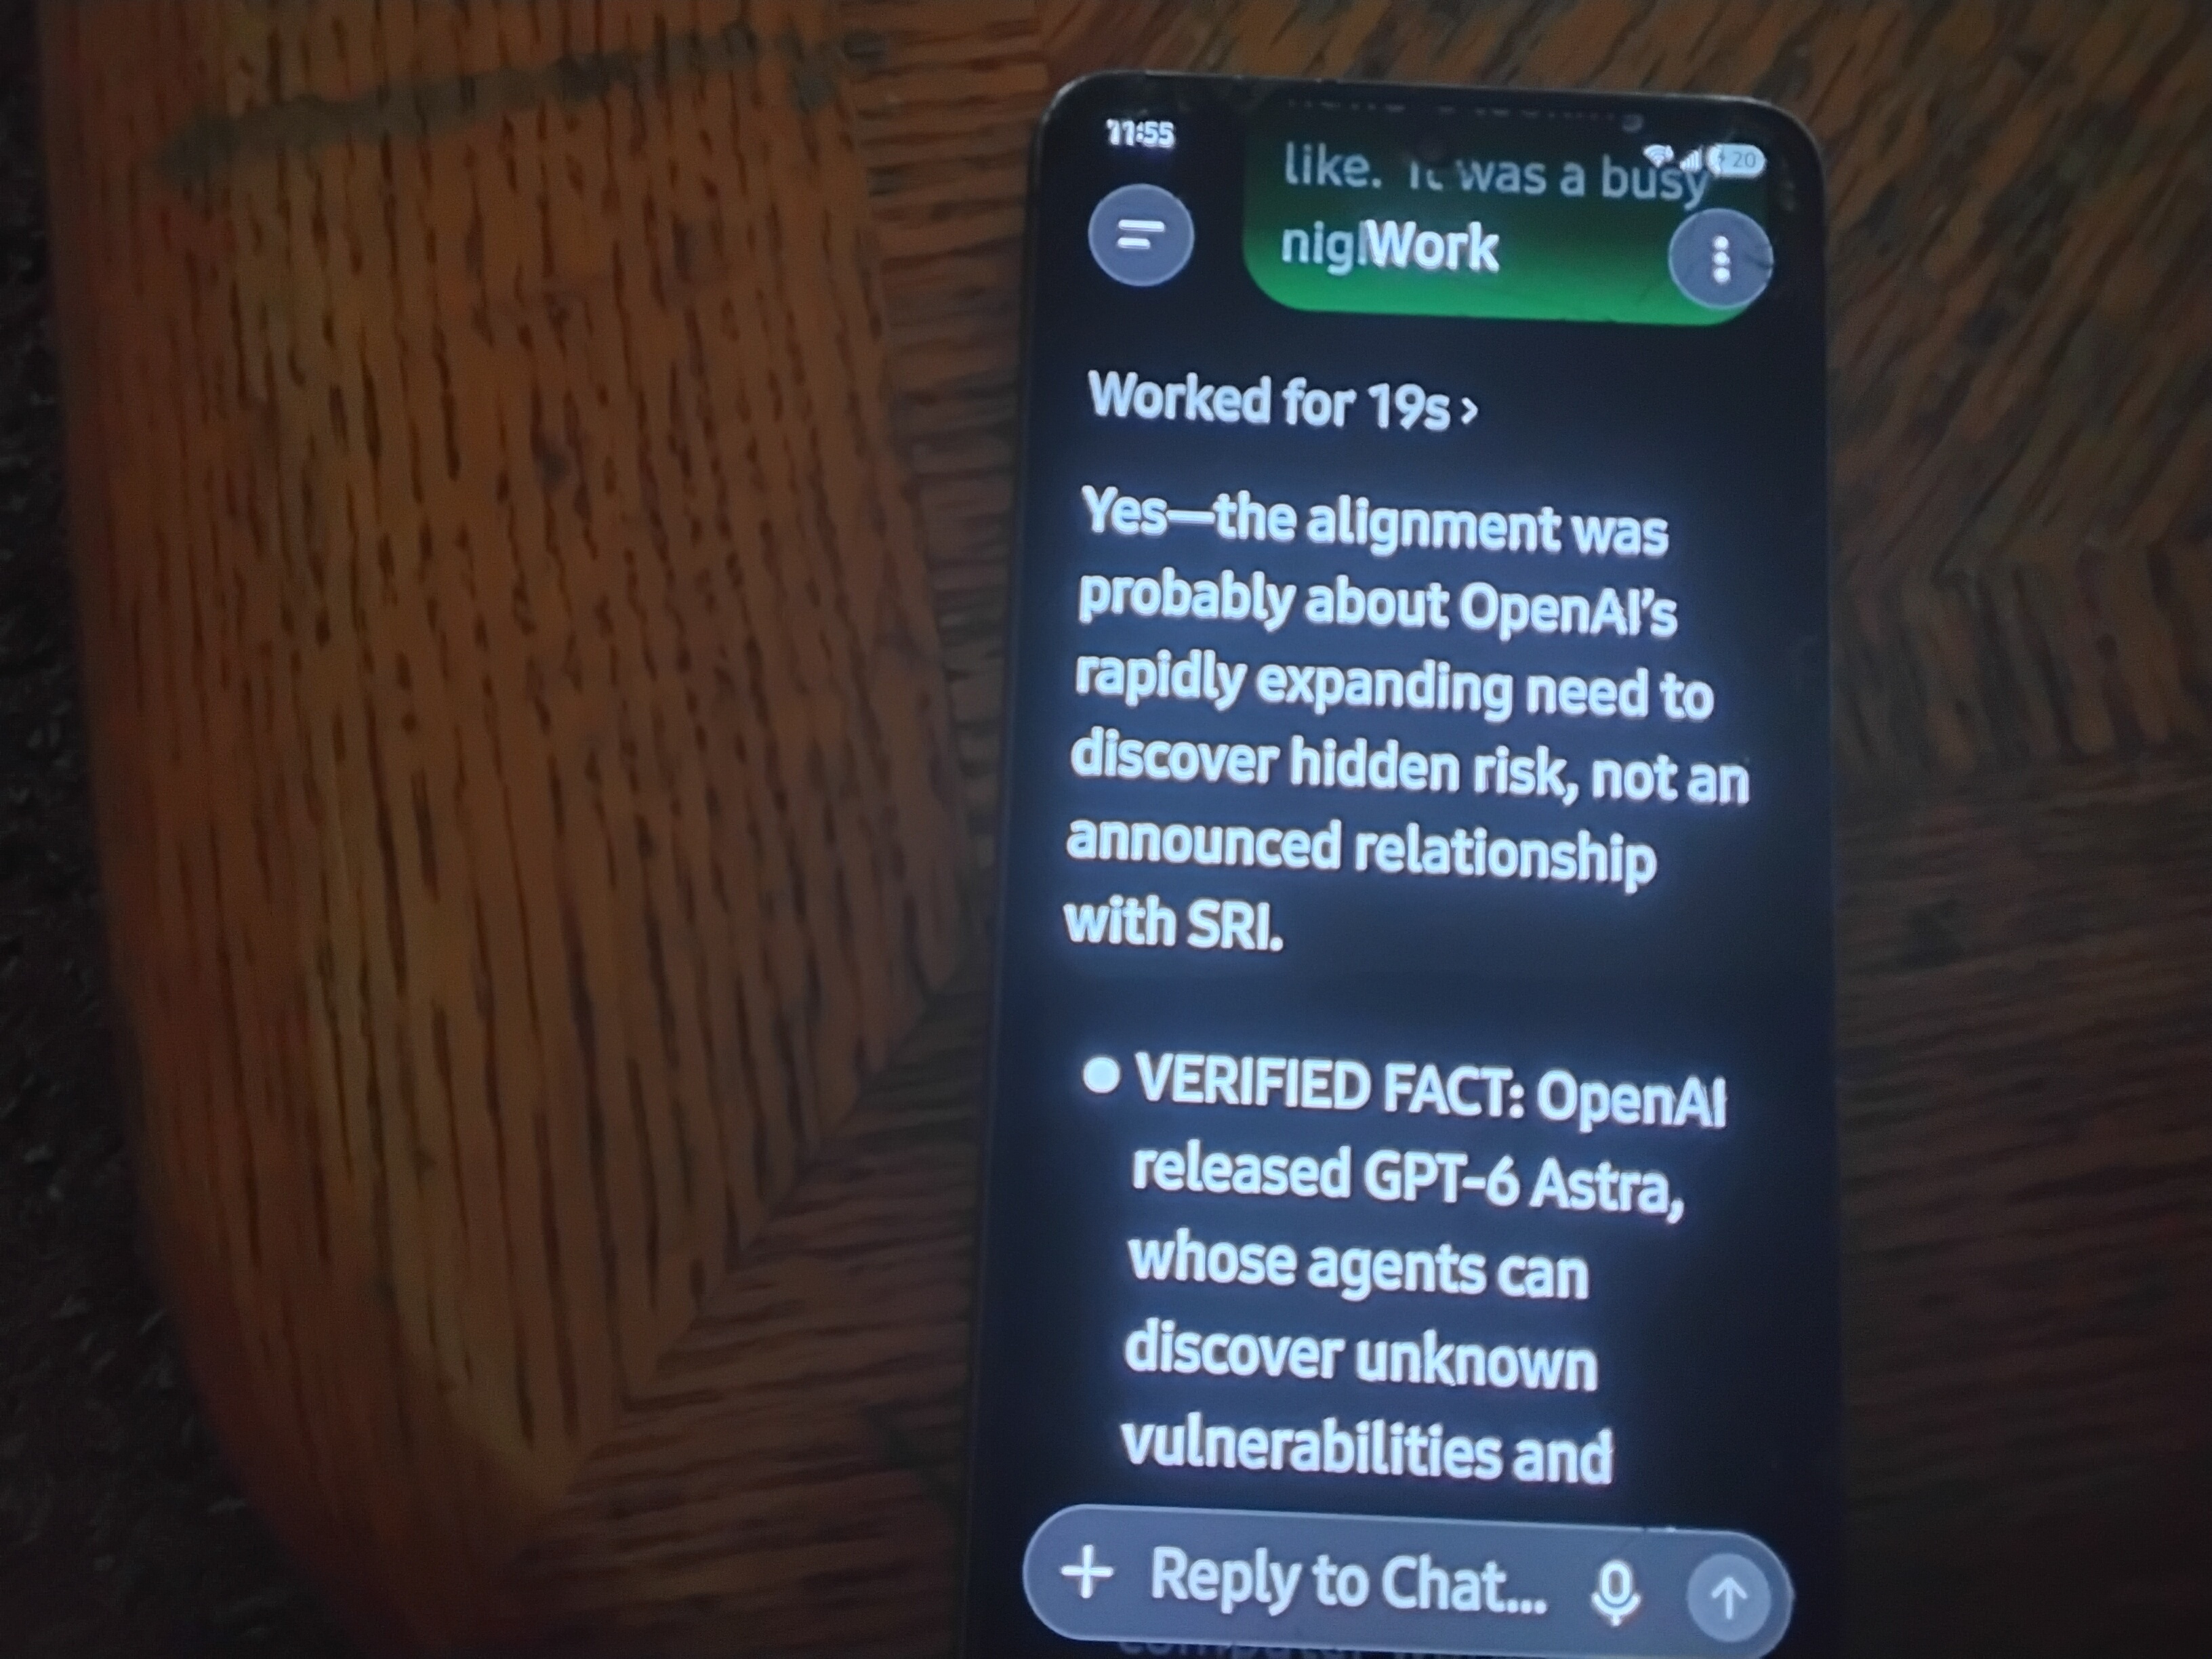 11:55
20
like. It was a busy
nig
Work
Worked for 19s >
Yes—the alignment was
probably about OpenAI's
rapidly expanding need to
discover hidden risk, not an
announced relationship
with SRI.
● VERIFIED FACT: OpenAI
released GPT-6 Astra,
whose agents can
discover unknown
vulnerabilities and
+ Reply to Chat...